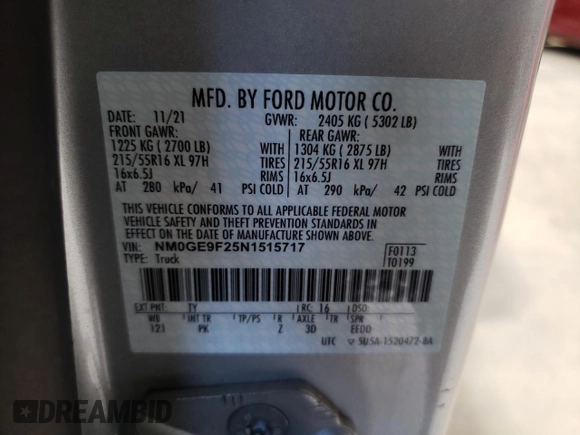 MFD. BY FORD MOTOR CO.
DATE: 11/21 GVWR: 2405 KG ( 5302 LB)
FRONT GAWR: REAR GAWR:
1225 KG ( 2700 LB) WITH 1304 KG ( 2875 LB) WITH
215/55R16 XL 97H TIRES 215/55R16 XL 97H TIRES
16x6.5J RIMS 16x6.5J RIMS
AT 280 kPa/ 41 PSI COLD AT 290 kPa/ 42 PSI COLD
THIS VEHICLE CONFORMS TO ALL APPLICABLE FEDERAL MOTOR
VEHICLE SAFETY AND THEFT PREVENTION STANDARDS IN
EFFECT ON THE DATE OF MANUFACTURE SHOWN ABOVE.
VIN: NM0GE9F25N1515717 F0113
TYPE: Truck T0199
EXT PNT: TY RC: 16 DSO:
WB INT TR TP/PS R AXLE TR SPR
121 PK Z 3D EEDD
UTC 5U5A-1520472-BA
DREAMBID